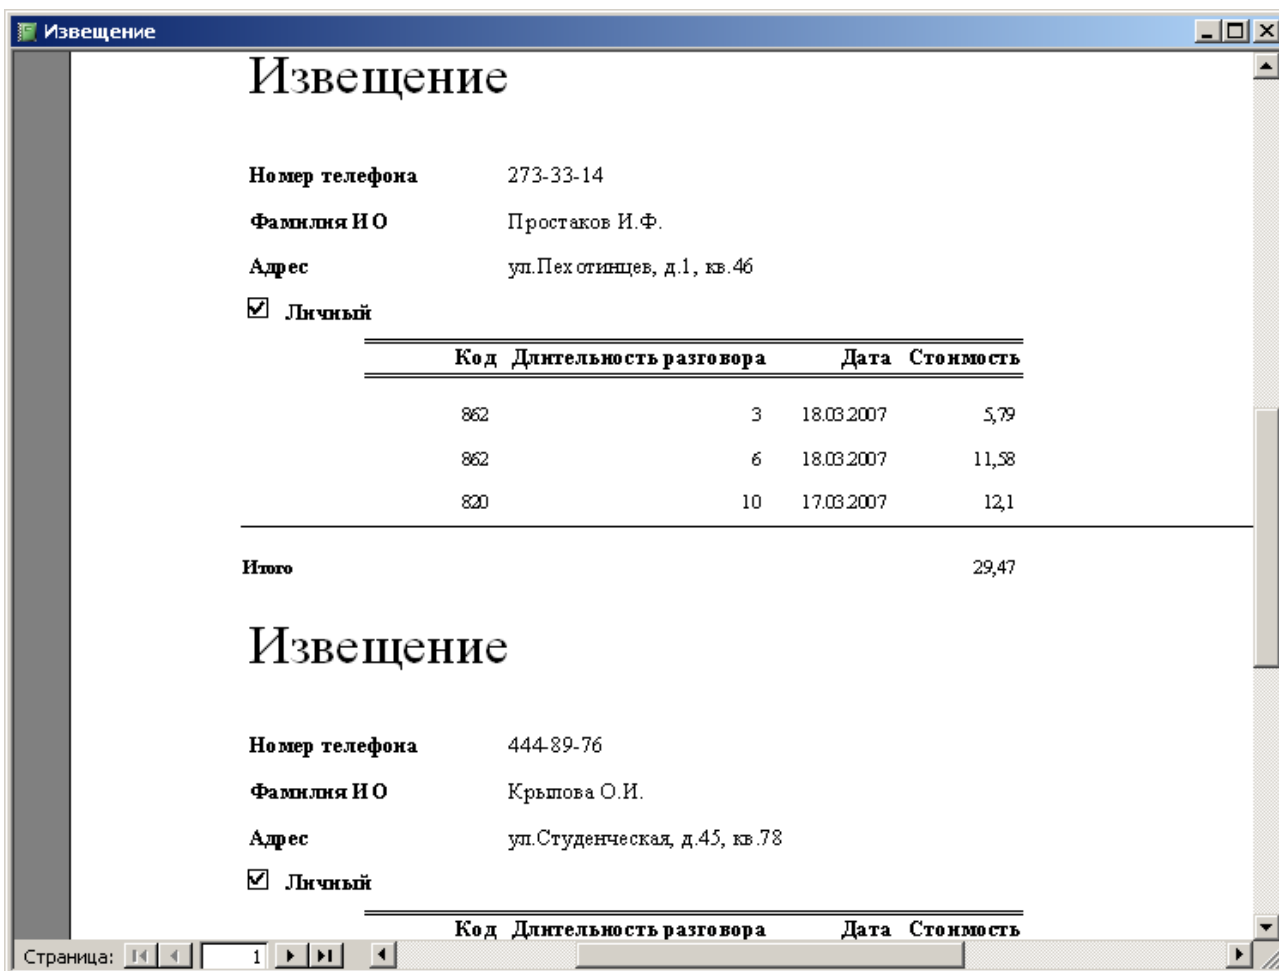 Извещение
Извещение
Номер телефона 273-33-14
Фамилия И О Простаков И.Ф.
Адрес ул.Пехотинцев, д.1, кв.46
Личный
Код Длительность разговора Дата Стоимость
862 3 18.03.2007 5,79
862 6 18.03.2007 11,58
820 10 17.03.2007 12,1
Итого 29,47
Извещение
Номер телефона 444-89-76
Фамилия И О Крылова О.И.
Адрес ул.Студенческая, д.45, кв.78
Личный
Код Длительность разговора Дата Стоимость
Страница: 1